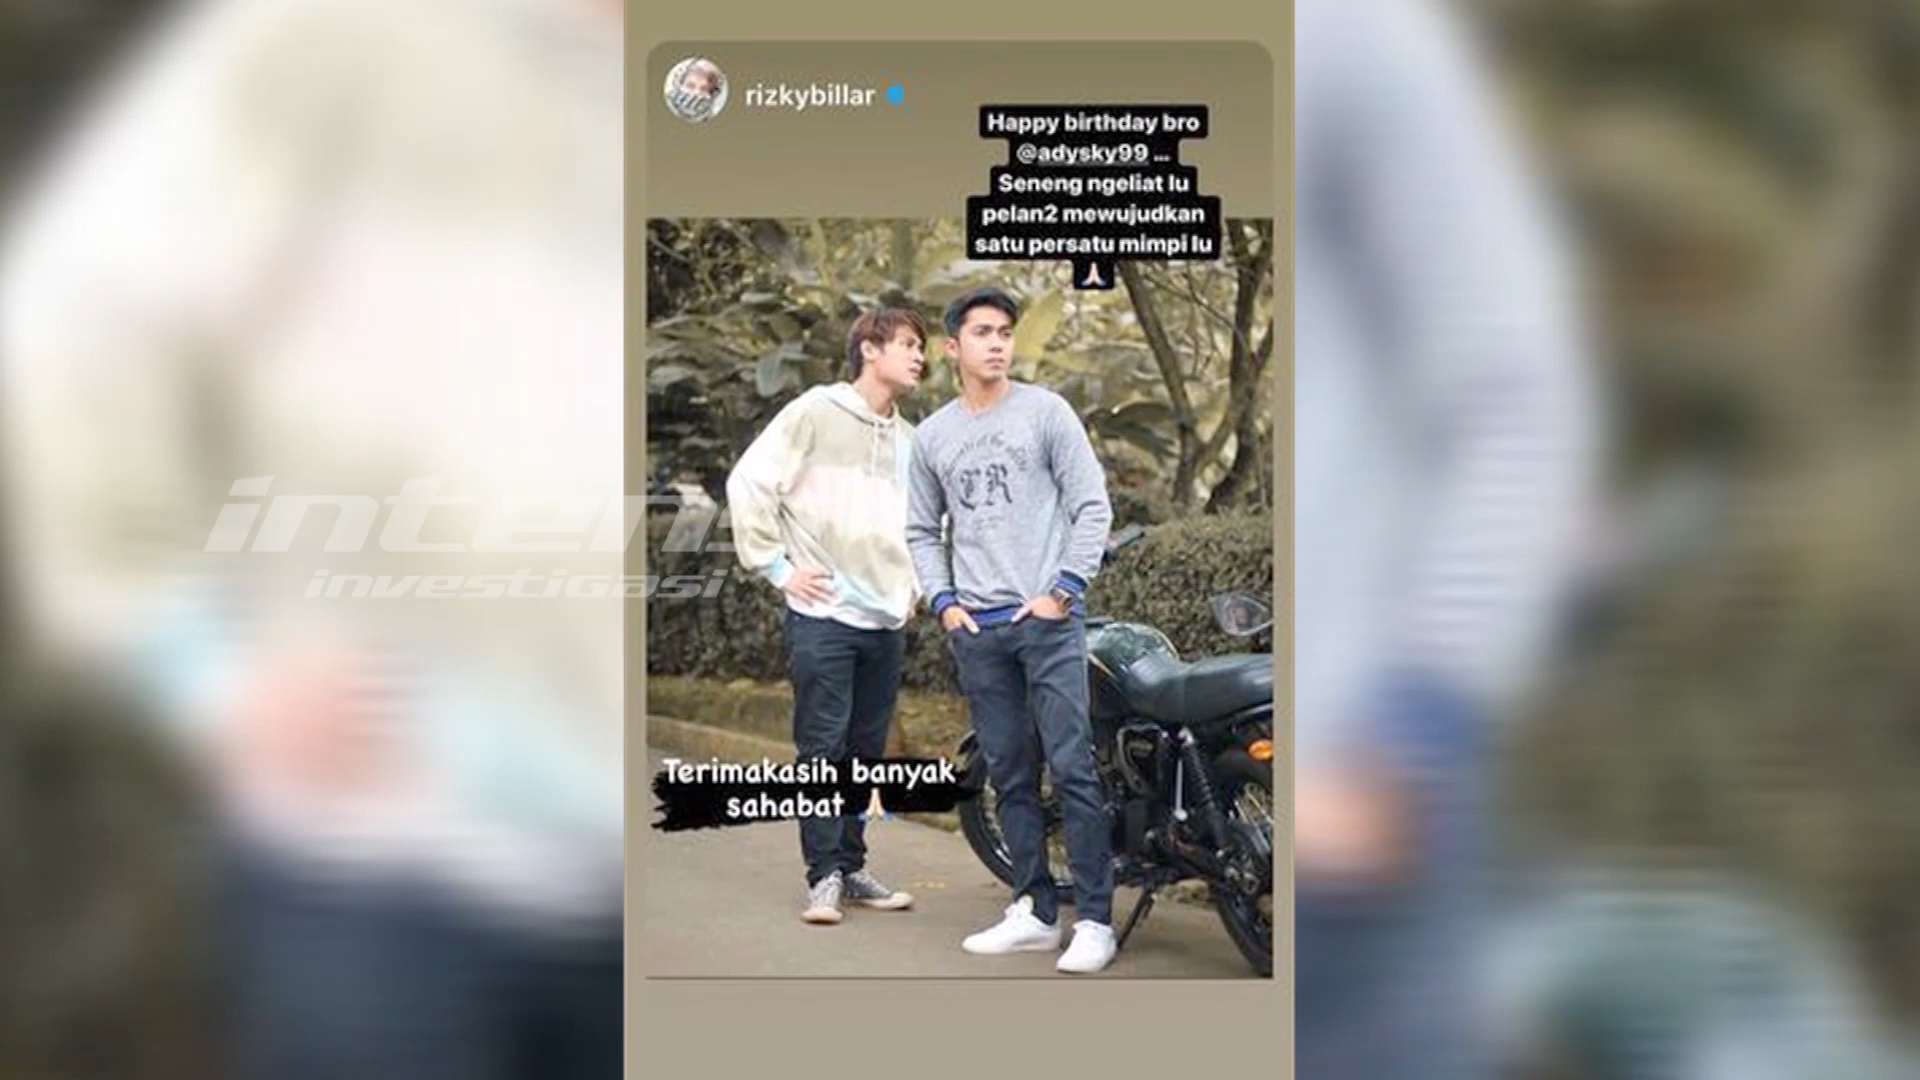 rizkybillar
Happy birthday bro
@adysky99 ...
Seneng ngeliat lu
pelan2 mewujudkan
satu persatu mimpi lu
🙏🏻
CR
intens
investigasi
Terimakasih banyak
sahabat 🙏🏻